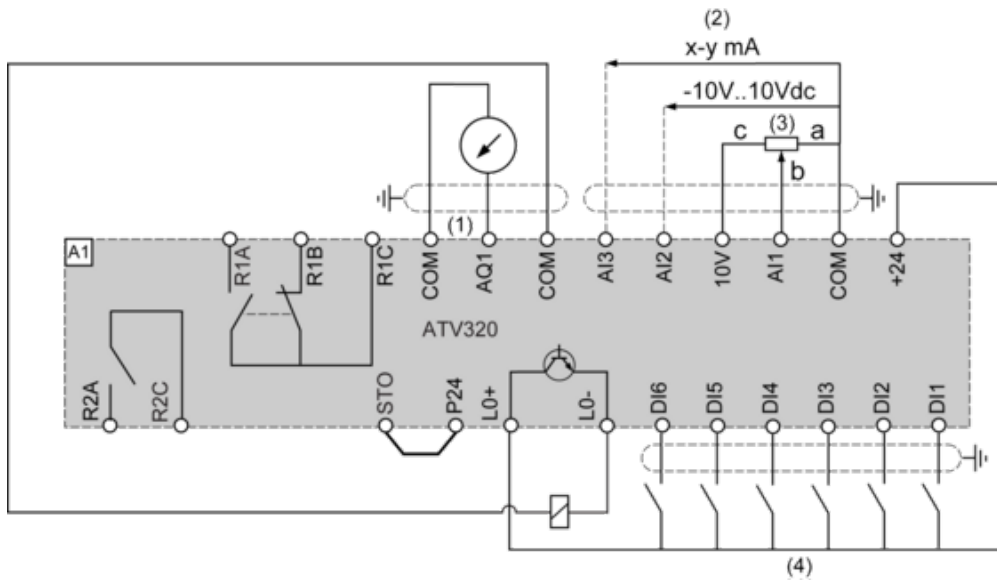 (2)
x-y mA
-10V..10Vdc
c (3) a
b
(1)
A1
R1A R1B R1C COM AQ1 COM AI3 AI2 10V AI1 COM +24
ATV320
R2A R2C STO P24 L0+ L0- DI6 DI5 DI4 DI3 DI2 DI1
(4)